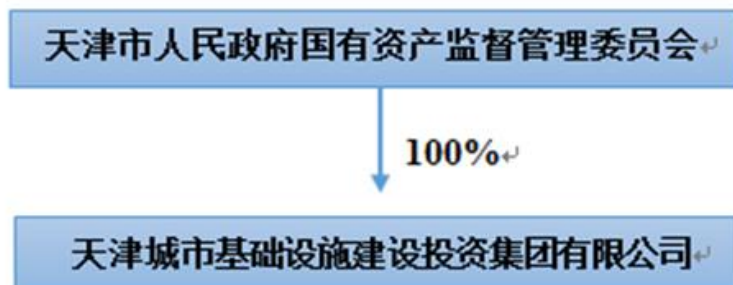 天津市人民政府国有资产监督管理委员会
100%
天津城市基础设施建设投资集团有限公司